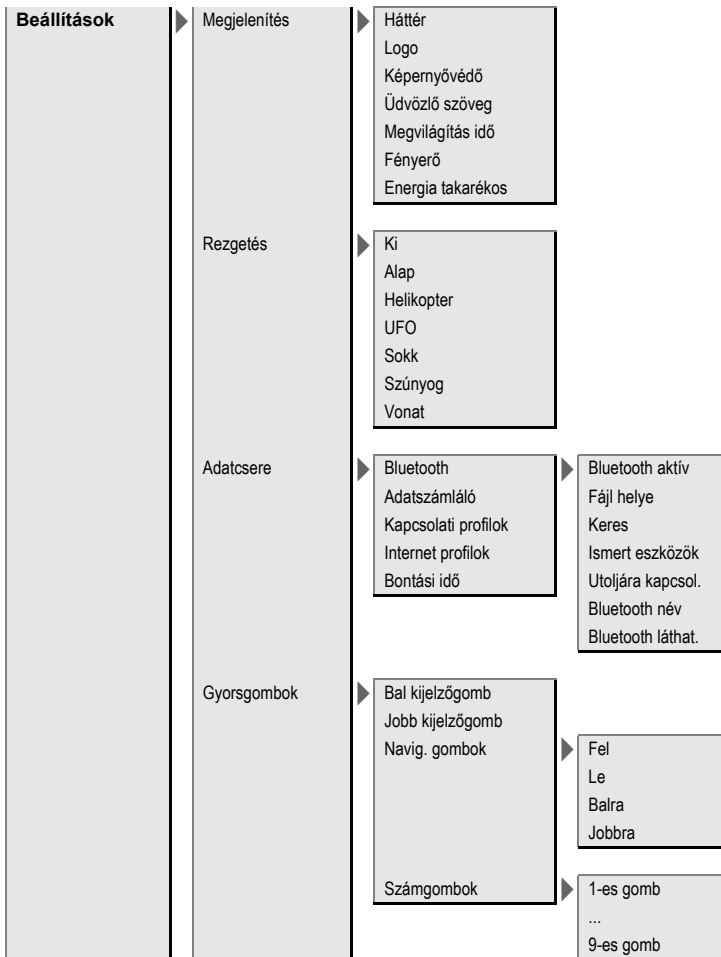 Beállítások
Megjelenítés
Háttér
Logo
Képernyővédő
Üdvözlő szöveg
Megvilágítás idő
Fényerő
Energia takarékos
Rezgetés
Ki
Alap
Helikopter
UFO
Sokk
Szúnyog
Vonat
Adatcsere
Bluetooth
Adatszámláló
Kapcsolati profilok
Internet profilok
Bontási idő
Bluetooth aktív
Fájl helye
Keres
Ismert eszközök
Utoljára kapcsol.
Bluetooth név
Bluetooth láthat.
Gyorsgombok
Bal kijelzőgomb
Jobb kijelzőgomb
Navig. gombok
Fel
Le
Balra
Jobbra
Számgombok
1-es gomb
...
9-es gomb